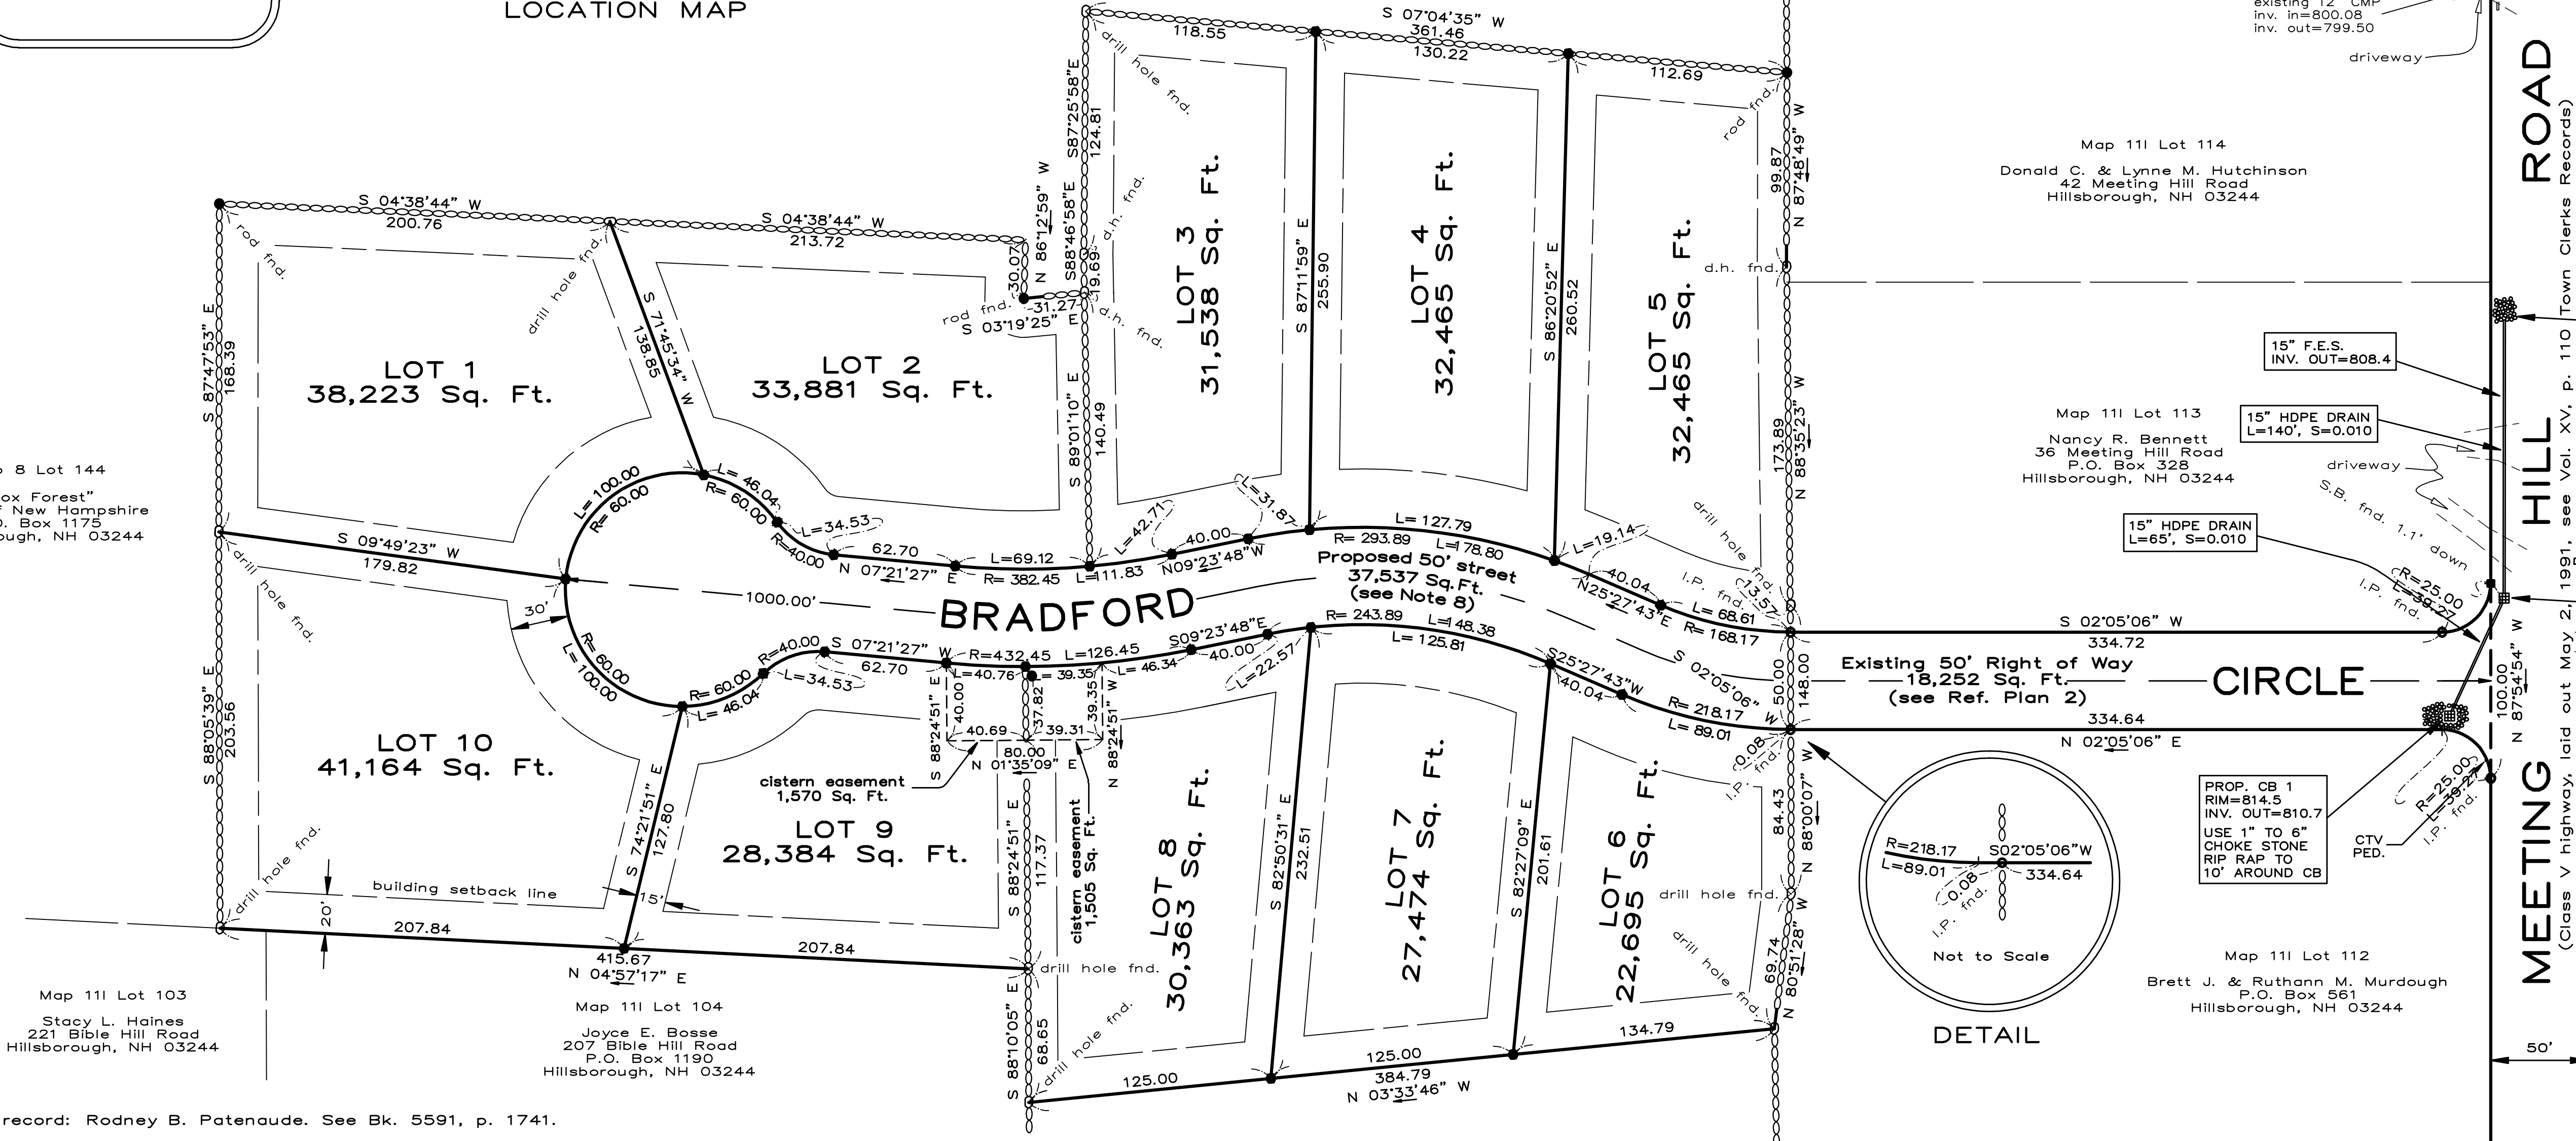 LOCATION MAP
existing 12" CMP
inv. in=800.08
inv. out=799.50
driveway
S 07°04'35" W
361.46
118.55
130.22
112.69
drill hole fnd.
rod fnd.
S87°25'58"E
124.81
N 86°12'59" W
30.07
S88°46'58"E
19.69
d.h. fnd.
d.h. fnd.
rod fnd.
31.27
S 03°19'25" E
S 04°38'44" W
200.76
S 04°38'44" W
213.72
rod fnd.
drill hole fnd.
S 87°47'53" E
168.39
LOT 1
38,223 Sq. Ft.
S 71°45'34" W
138.85
LOT 2
33,881 Sq. Ft.
S 89°01'10" E
140.49
LOT 3
31,538 Sq. Ft.
S 87°11'59" E
255.90
LOT 4
32,465 Sq. Ft.
S 86°20'52" E
260.52
LOT 5
32,465 Sq. Ft.
99.87
N 87°48'49" W
d.h. fnd.
173.89
N 88°35'23" W
drill hole fnd.
Map 111 Lot 114
Donald C. & Lynne M. Hutchinson
42 Meeting Hill Road
Hillsborough, NH 03244
Map 111 Lot 113
Nancy R. Bennett
36 Meeting Hill Road
P.O. Box 328
Hillsborough, NH 03244
15" F.E.S.
INV. OUT=808.4
15" HDPE DRAIN
L=140', S=0.010
driveway
S.B. fnd. 1.1' down
15" HDPE DRAIN
L=65', S=0.010
I.P. fnd.
R=25.00
L=39.27
MEETING HILL ROAD
(Class V highway, laid out May 2, 1991, see Vol. XV, p. 110 Town Clerks Records)
8 Lot 144
ox Forest"
New Hampshire
Box 1175
ough, NH 03244
S 09°49'23" W
179.82
drill hole fnd.
L= 100.00
R= 60.00
L= 46.04
R= 60.00
L=34.53
R=40.00
62.70
N 07°21'27" E
L=69.12
R= 382.45
L=111.83
L=42.71
40.00
N09°23'48"W
L=31.87
L= 127.79
R= 293.89
L=178.80
L=19.14
40.04
N25°27'43"E
I.P. fnd.
13.57
L= 68.61
R= 168.17
1000.00'
BRADFORD
Proposed 50' street
37,537 Sq.Ft.
(see Note 8)
S 02°05'06" W
S 02°05'06" W
334.72
50.00
148.00
Existing 50' Right of Way
18,252 Sq. Ft.
(see Ref. Plan 2)
CIRCLE
100.00
N 87°54'54" W
334.64
N 02°05'06" E
30'
R= 60.00
L= 100.00
R= 60.00
L= 46.04
R=40.00
L=34.53
S 07°21'27" W
62.70
R=432.45
L=126.45
L=40.76
L= 39.35
L= 46.34
S09°23'48"E
40.00
L=22.57
R= 243.89
L=148.38
L= 125.81
S25°27'43"W
40.04
R= 218.17
L= 89.01
0.08
I.P. fnd.
S 88°24'51" E
40.00
37.82
39.35
N 88°24'51" W
40.69
39.31
80.00
N 01°35'09" E
cistern easement
1,570 Sq. Ft.
cistern easement
1,505 Sq. Ft.
S 88°05'39" E
203.56
LOT 10
41,164 Sq. Ft.
S 74°21'51" E
127.80
LOT 9
28,384 Sq. Ft.
S 88°24'51" E
117.37
LOT 8
30,363 Sq. Ft.
S 82°50'31" E
232.51
LOT 7
27,474 Sq. Ft.
S 82°27'09" E
201.61
LOT 6
22,695 Sq. Ft.
84.43
N 88°00'07" W
drill hole fnd.
69.74
N 80°51'28" W
drill hole fnd.
drill hole fnd.
building setback line
20'
15'
207.84
207.84
415.67
N 04°57'17" E
drill hole fnd.
S 88°10'05" E
68.65
drill hole fnd.
125.00
125.00
134.79
384.79
N 03°33'46" W
R=218.17
L=89.01
S02°05'06"W
334.64
0.08
I.P. fnd.
Not to Scale
DETAIL
PROP. CB 1
RIM=814.5
INV. OUT=810.7
USE 1" TO 6"
CHOKE STONE
RIP RAP TO
10' AROUND CB
CTV
PED.
R=25.00
L=39.27
I.P. fnd.
Map 111 Lot 112
Brett J. & Ruthann M. Murdough
P.O. Box 561
Hillsborough, NH 03244
50'
Map 111 Lot 103
Stacy L. Haines
221 Bible Hill Road
Hillsborough, NH 03244
Map 111 Lot 104
Joyce E. Bosse
207 Bible Hill Road
P.O. Box 1190
Hillsborough, NH 03244
record: Rodney B. Patenaude. See Bk. 5591, p. 1741.